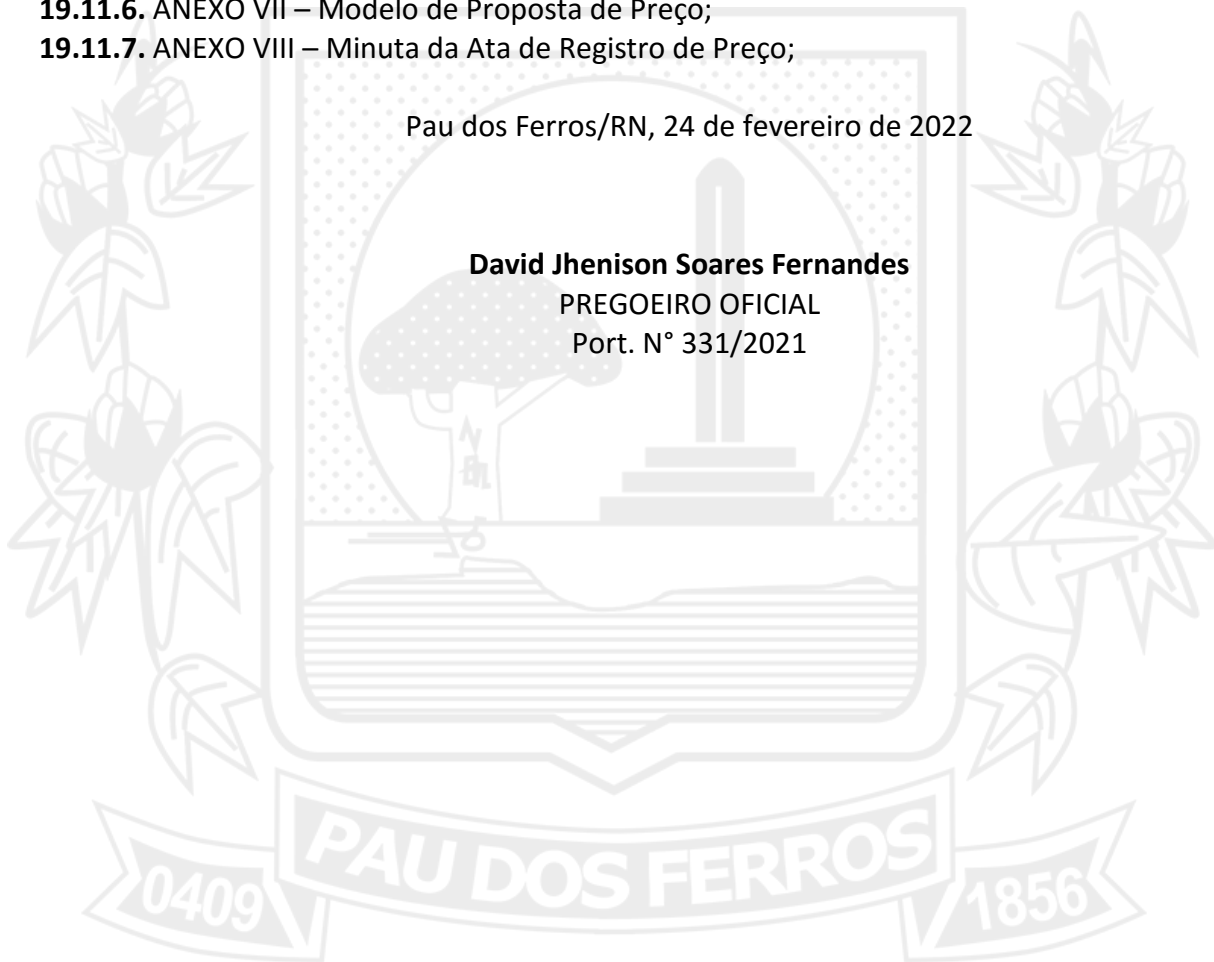 19.11.6. ANEXO VII – Modelo de Proposta de Preço;
19.11.7. ANEXO VIII – Minuta da Ata de Registro de Preço;
Pau dos Ferros/RN, 24 de fevereiro de 2022
David Jhenison Soares Fernandes
PREGOEIRO OFICIAL
Port. N° 331/2021
PAU DOS FERROS
0409
1856